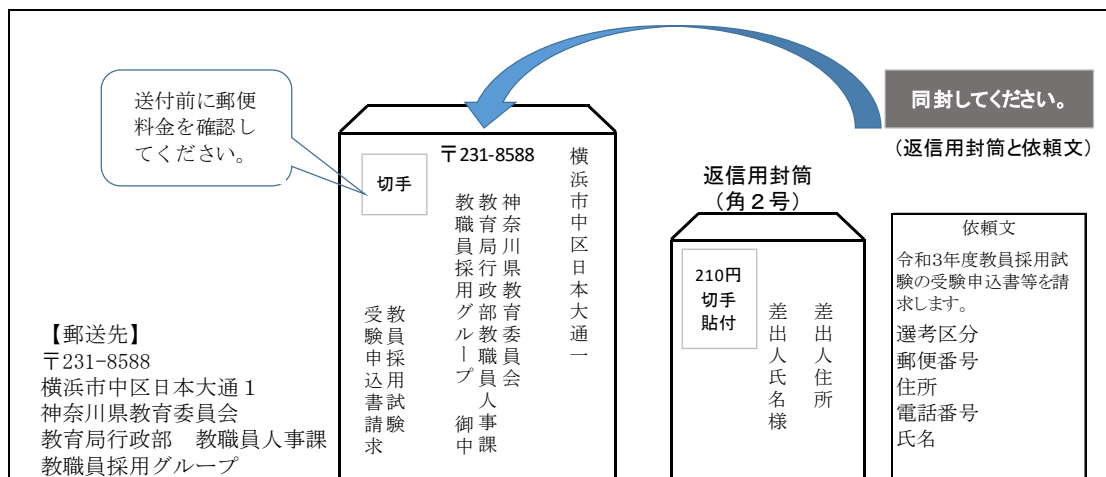 送付前に郵便
料金を確認し
てください。
切手
〒231-8588
横浜市中区日本大通一
神奈川県教育委員会
教育局行政部教職員人事課
教職員採用グループ　御中
教員採用試験
受験申込書請求
同封してください。
(返信用封筒と依頼文)
返信用封筒
(角２号)
210円
切手
貼付
差出人住所
差出人氏名様
依頼文
令和3年度教員採用試
験の受験申込書等を請
求します。
選考区分
郵便番号
住所
電話番号
氏名
【郵送先】
〒231-8588
横浜市中区日本大通１
神奈川県教育委員会
教育局行政部　教職員人事課
教職員採用グループ